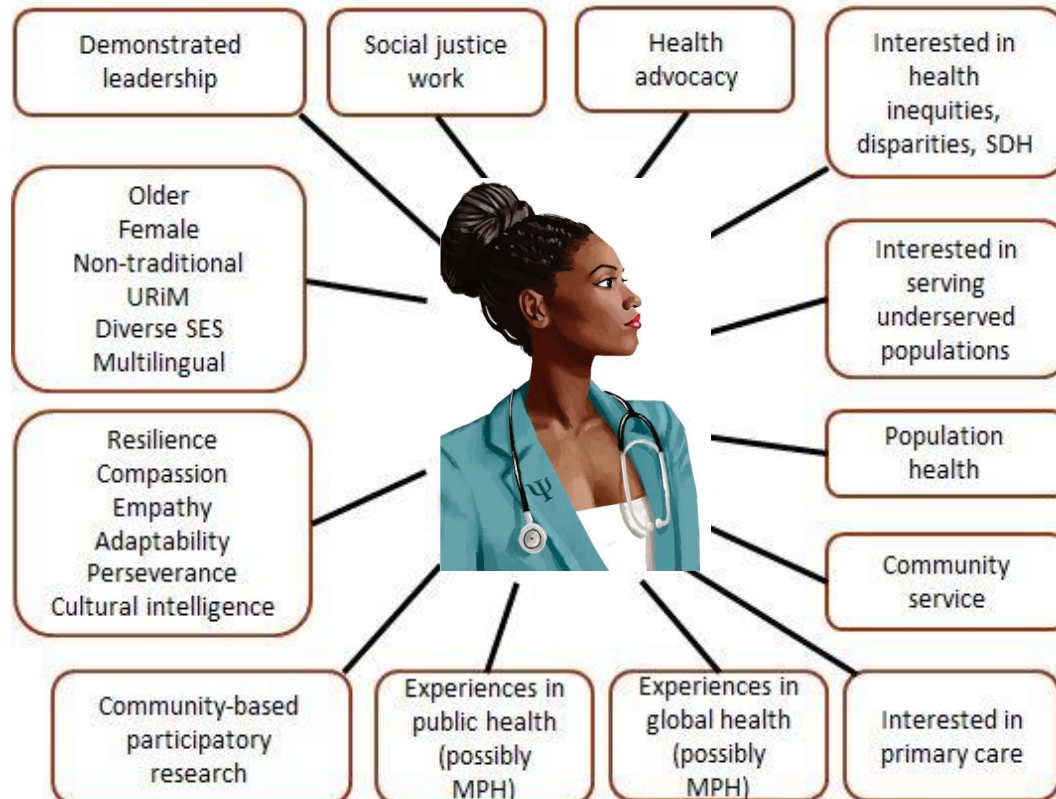 Demonstrated
leadership
Social justice
work
Health
advocacy
Interested in
health
inequities,
disparities, SDH
Older
Female
Non-traditional
URiM
Diverse SES
Multilingual
Interested in
serving
underserved
populations
Resilience
Compassion
Empathy
Adaptability
Perseverance
Cultural intelligence
Ψ
Population
health
Community
service
Community-based
participatory
research
Experiences in
public health
(possibly
MPH)
Experiences in
global health
(possibly
MPH)
Interested in
primary care